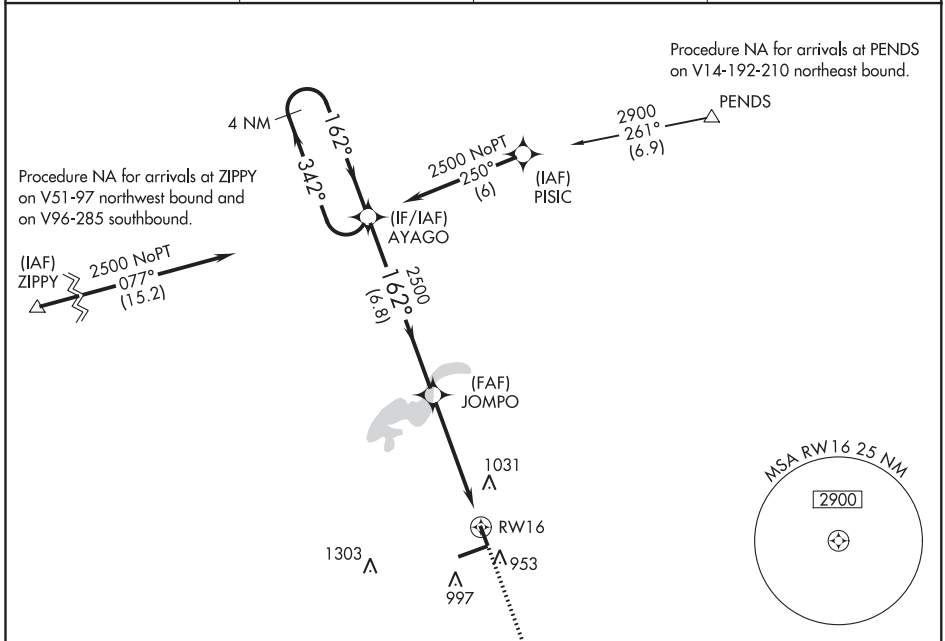 Procedure NA for arrivals at PENDS
on V14-192-210 northeast bound.
PENDS
2900
261°
(6.9)
4 NM
162°
342°
2500 NoPT
250°
(6)
(IAF)
PISIC
Procedure NA for arrivals at ZIPPY
on V51-97 northwest bound and
on V96-285 southbound.
(IF/IAF)
AYAGO
(IAF)
ZIPPY
2500 NoPT
077°
(15.2)
2500
162°
(6.8)
(FAF)
JOMPO
1031
RW16
1303
953
997
MSA RW16 25 NM
2900